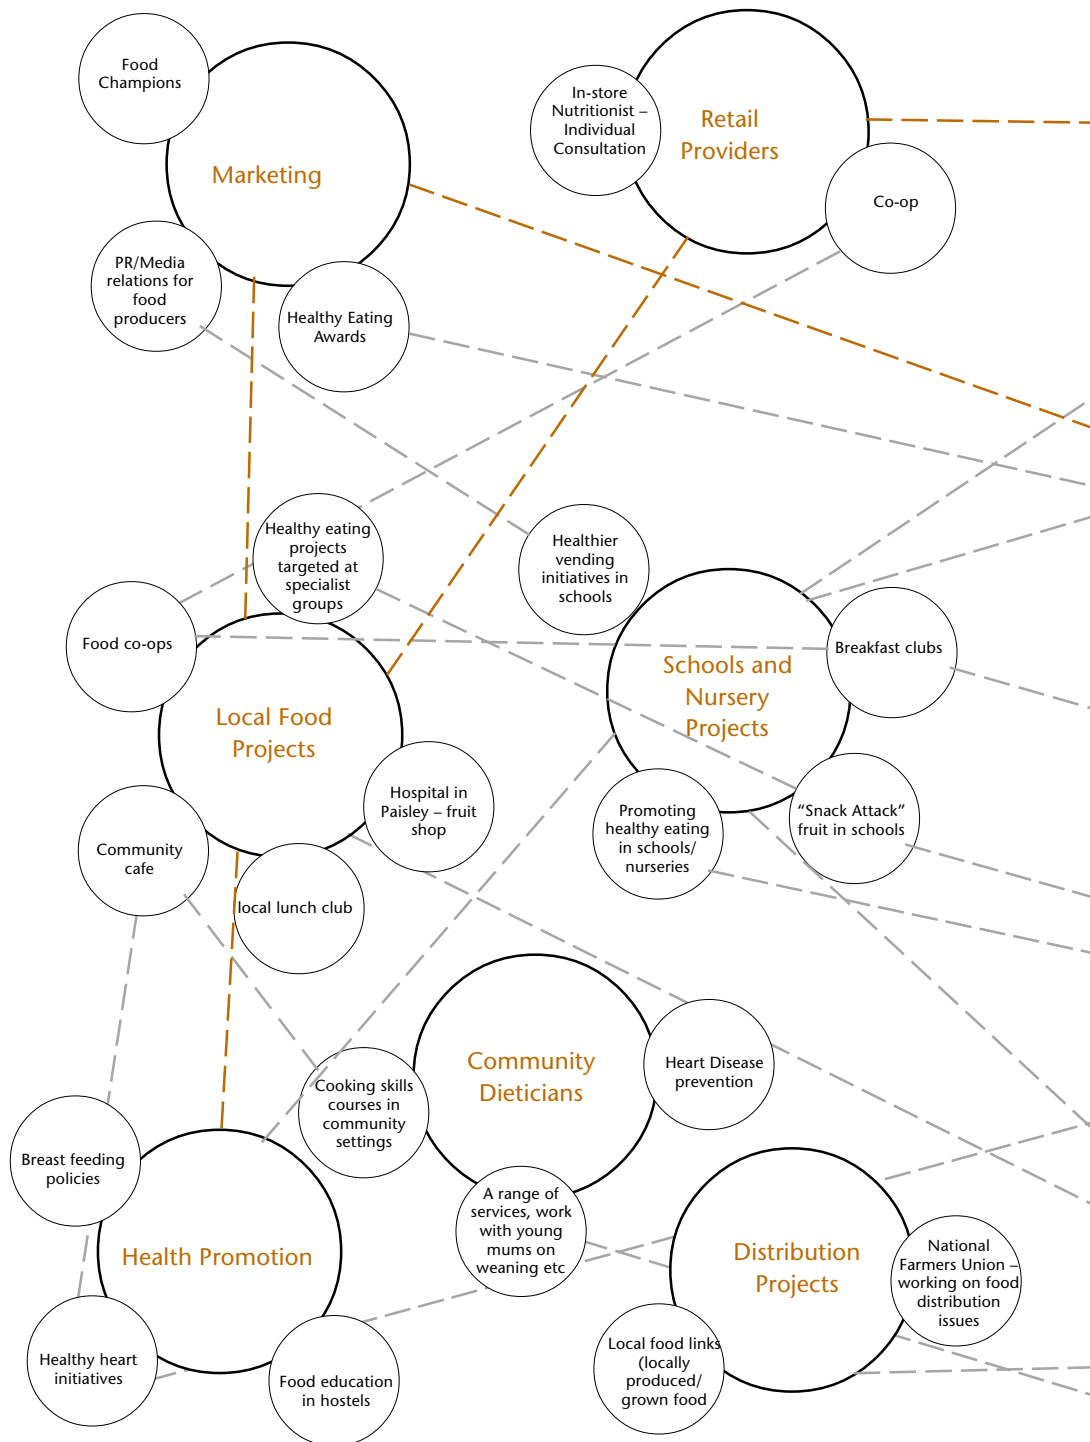 Food
Champions
Marketing
PR/Media
relations for
food
producers
Healthy Eating
Awards
In-store
Nutritionist –
Individual
Consultation
Retail
Providers
Co-op
Healthy eating
projects
targeted at
specialist
groups
Food co-ops
Local Food
Projects
Hospital in
Paisley – fruit
shop
Community
cafe
local lunch club
Healthier
vending
initiatives in
schools
Schools and
Nursery
Projects
Breakfast clubs
Promoting
healthy eating
in schools/
nurseries
“Snack Attack”
fruit in schools
Community
Dieticians
Heart Disease
prevention
Cooking skills
courses in
community
settings
A range of
services, work
with young
mums on
weaning etc
Breast feeding
policies
Health Promotion
Healthy heart
initiatives
Food education
in hostels
Distribution
Projects
National
Farmers Union –
working on food
distribution
issues
Local food links
(locally
produced/
grown food